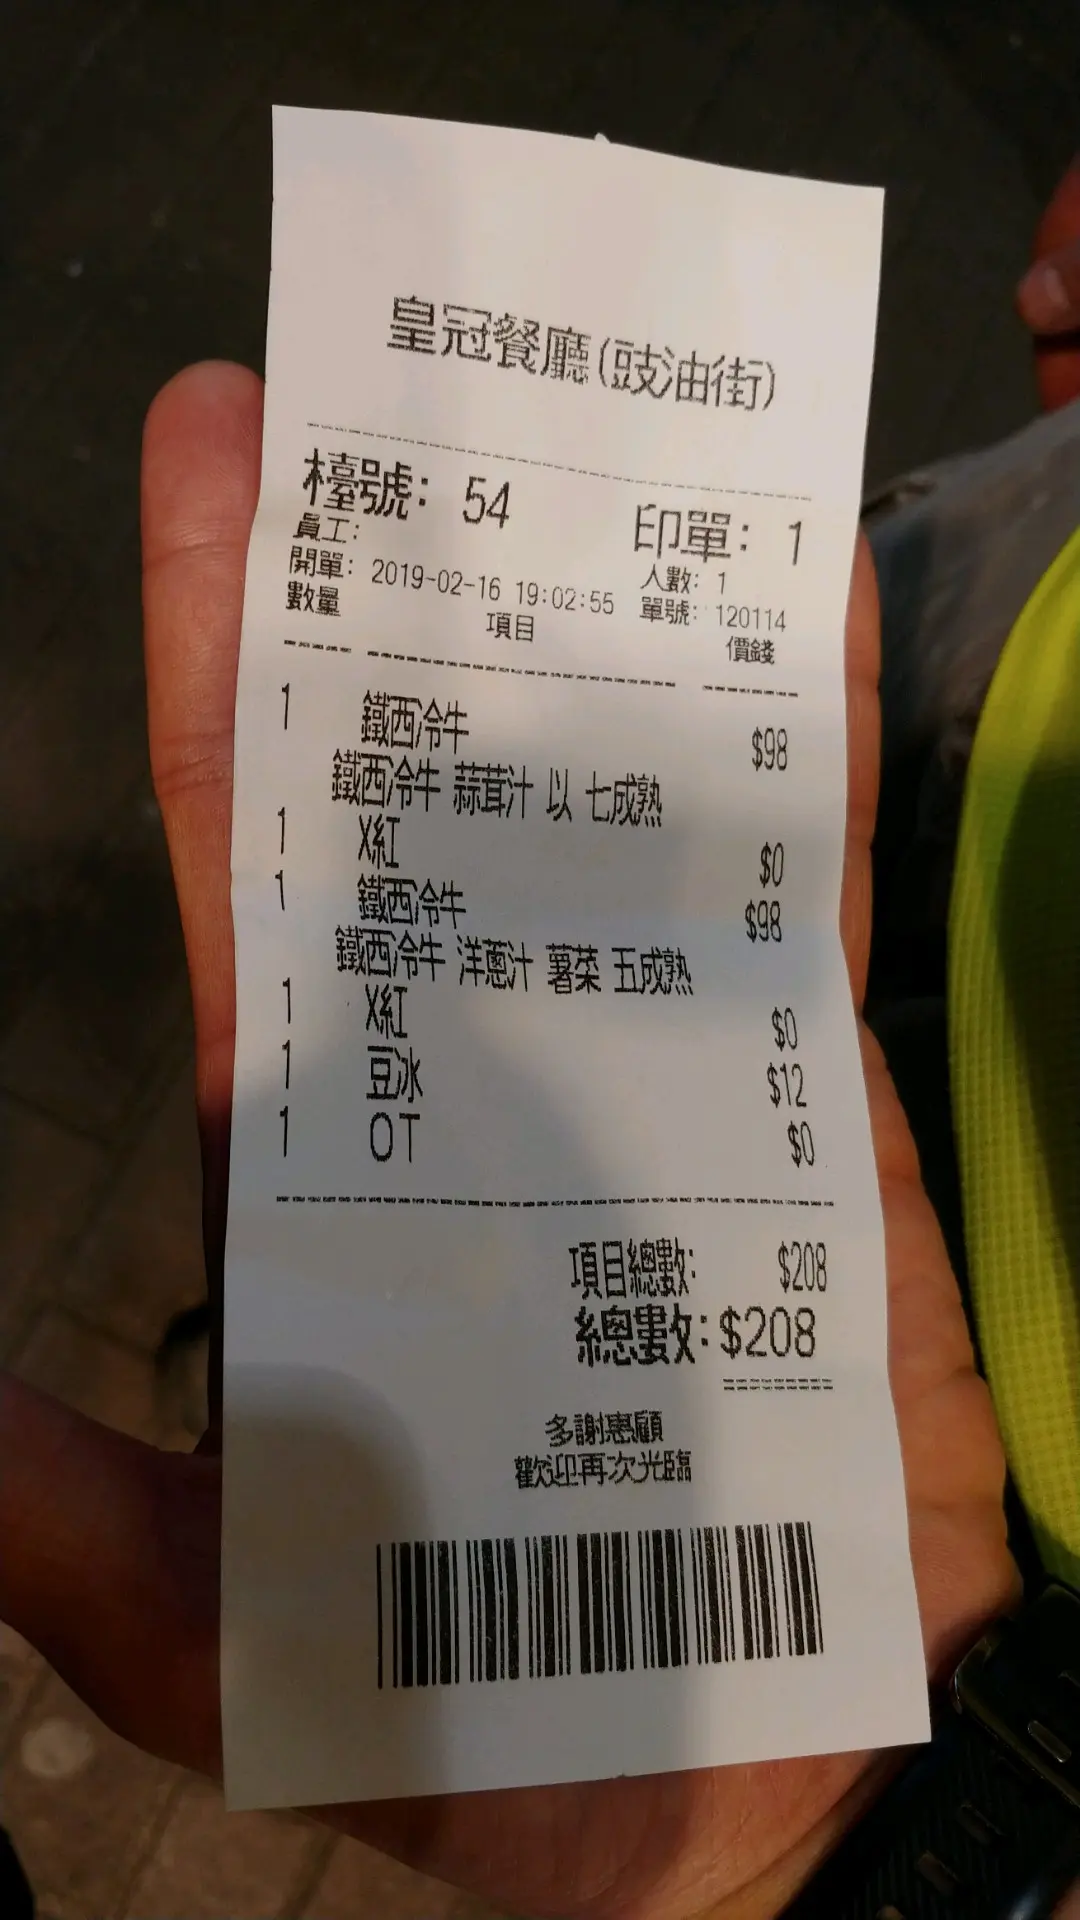 皇冠餐廳(豉油街)
檯號: 54 印單: 1
員工: 人數: 1
開單: 2019-02-16 19:02:55 單號: 120114
數量 項目 價錢
1 鐵西冷牛 $98
鐵西冷牛 蒜茸汁 以 七成熟
1 X紅 $0
1 鐵西冷牛 $98
鐵西冷牛 洋蔥汁 薯菜 五成熟
1 X紅 $0
1 豆冰 $12
1 OT $0
項目總數: $208
總數: $208
多謝惠顧
歡迎再次光臨